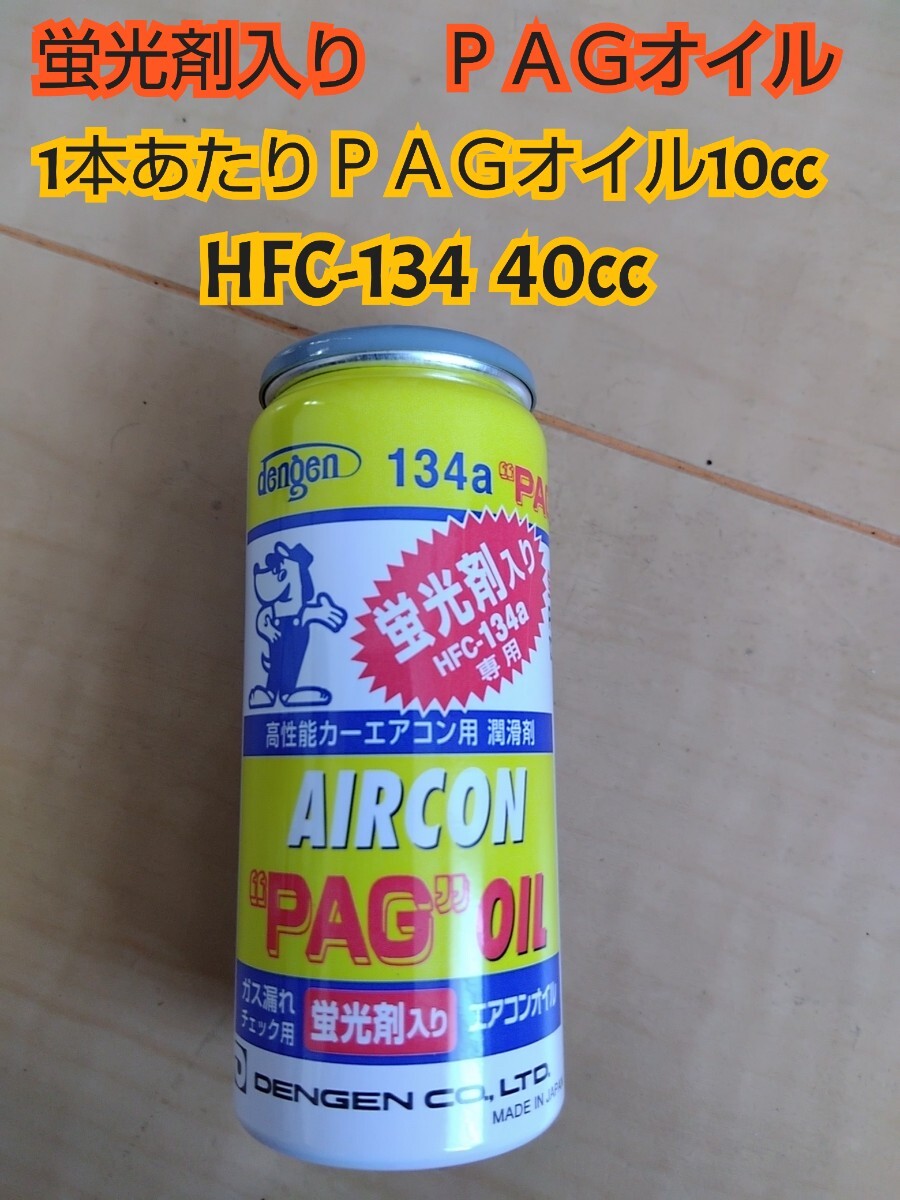 蛍光剤入り　ＰＡＧオイル
1本あたりＰＡＧオイル10cc
HFC-134 40cc
dengen 134a "PAG
蛍光剤入り
HFC-134a
専用
高性能カーエアコン用 潤滑剤
AIRCON
"PAG" OIL
ガス漏れ
チェック用
蛍光剤入り
エアコンオイル
DENGEN CO., LTD.
MADE IN JAPAN